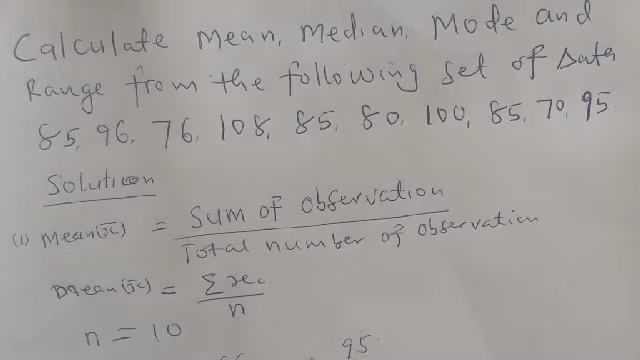 Calculate Mean, Median, Mode and
Range from the following set of Data
85, 96, 76, 108, 85, 80, 100, 85, 70, 95.
Solution
(1) Mean(x̄) = Sum of observation
Total number of observation
Mean(x̄) = Σxᵢ
n
n = 10
95.